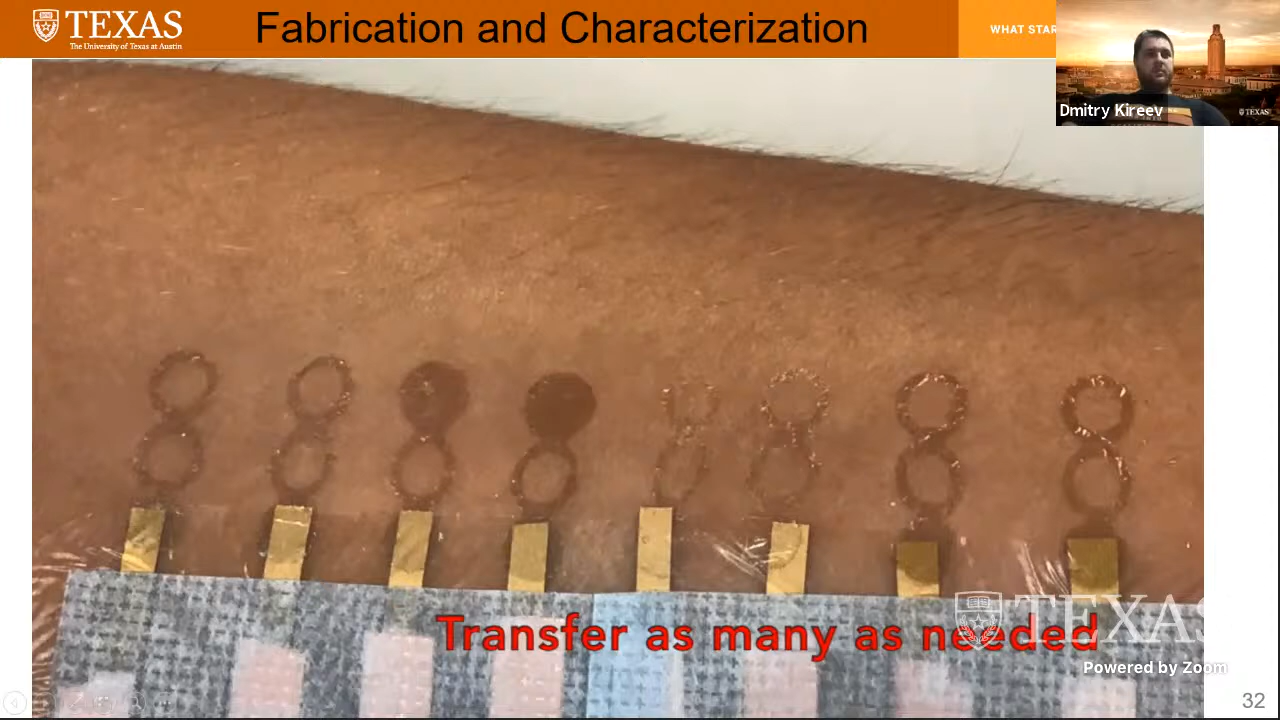 TEXAS
The University of Texas at Austin
Fabrication and Characterization
WHAT STAR
Dmitry Kireev
TEXAS
Transfer as many as needed
TEXAS
Powered by Zoom
32